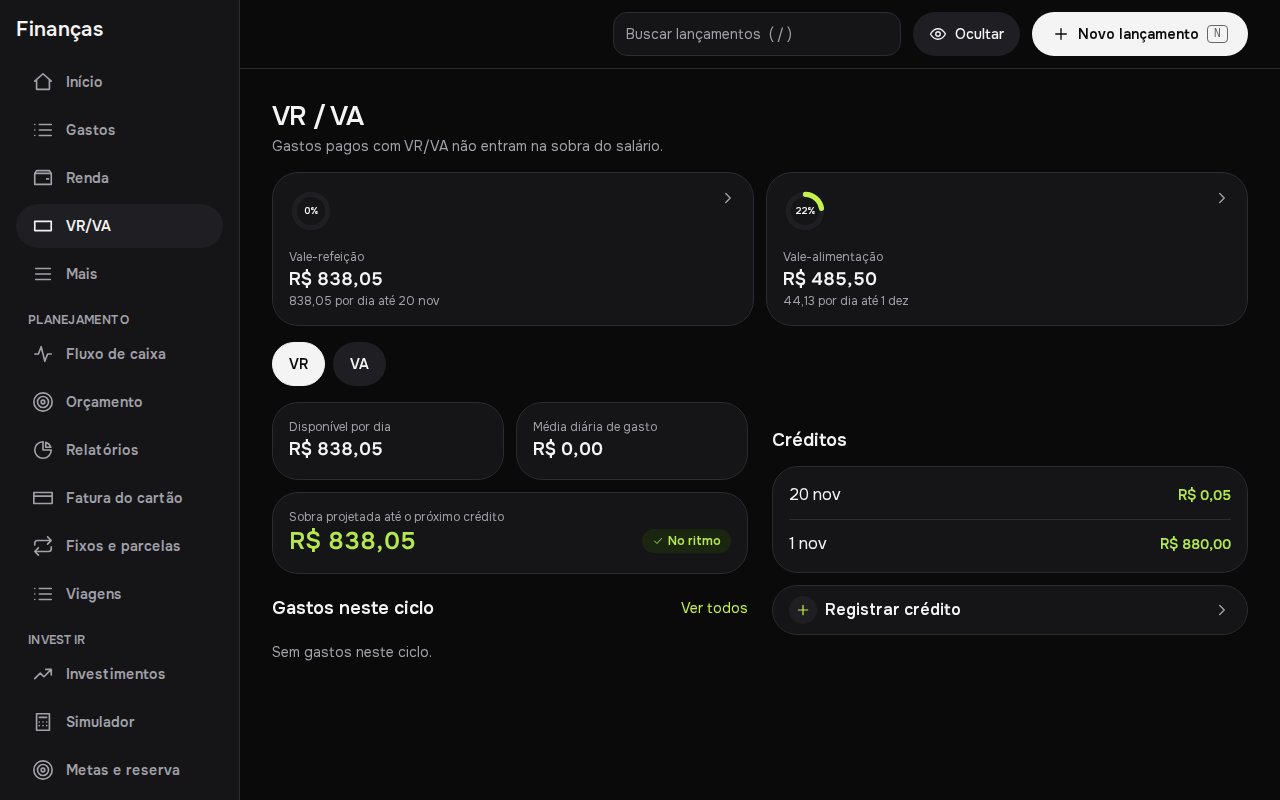 Finanças
Início
Gastos
Renda
VR/VA
Mais
PLANEJAMENTO
Fluxo de caixa
Orçamento
Relatórios
Fatura do cartão
Fixos e parcelas
Viagens
INVESTIR
Investimentos
Simulador
Metas e reserva
Buscar lançamentos ( / )
Ocultar
Novo lançamento N
VR / VA
Gastos pagos com VR/VA não entram na sobra do salário.
0%
Vale-refeição
R$ 838,05
838,05 por dia até 20 nov
22%
Vale-alimentação
R$ 485,50
44,13 por dia até 1 dez
VR
VA
Disponível por dia
R$ 838,05
Média diária de gasto
R$ 0,00
Sobra projetada até o próximo crédito
R$ 838,05
No ritmo
Gastos neste ciclo
Ver todos
Sem gastos neste ciclo.
Créditos
20 nov R$ 0,05
1 nov R$ 880,00
Registrar crédito